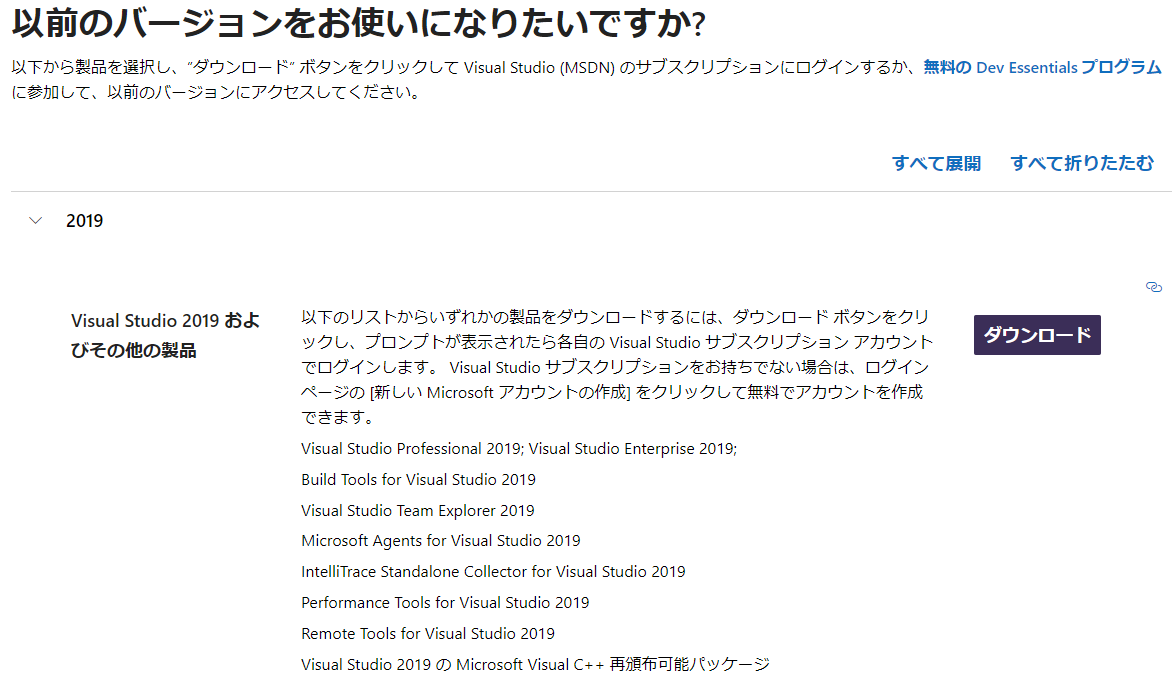 以前のバージョンをお使いになりたいですか?
以下から製品を選択し、"ダウンロード" ボタンをクリックして Visual Studio (MSDN) のサブスクリプションにログインするか、無料の Dev Essentials プログラム
に参加して、以前のバージョンにアクセスしてください。
すべて展開 すべて折りたたむ
2019
Visual Studio 2019 およ
びその他の製品
以下のリストからいずれかの製品をダウンロードするには、ダウンロード ボタンをクリ
ックし、プロンプトが表示されたら各自の Visual Studio サブスクリプション アカウント
でログインします。 Visual Studio サブスクリプションをお持ちでない場合は、ログイン
ページの [新しい Microsoft アカウントの作成] をクリックして無料でアカウントを作成
できます。
Visual Studio Professional 2019; Visual Studio Enterprise 2019;
Build Tools for Visual Studio 2019
Visual Studio Team Explorer 2019
Microsoft Agents for Visual Studio 2019
IntelliTrace Standalone Collector for Visual Studio 2019
Performance Tools for Visual Studio 2019
Remote Tools for Visual Studio 2019
Visual Studio 2019 の Microsoft Visual C++ 再頒布可能パッケージ
ダウンロード